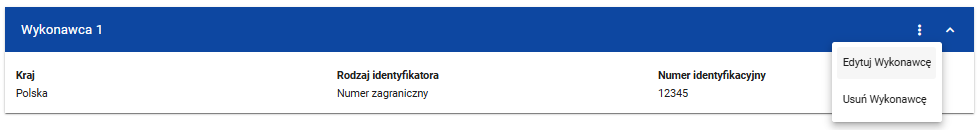 Wykonawca 1
Edytuj Wykonawcę
Usuń Wykonawcę
Kraj Rodzaj identyfikatora Numer identyfikacyjny
Polska Numer zagraniczny 12345